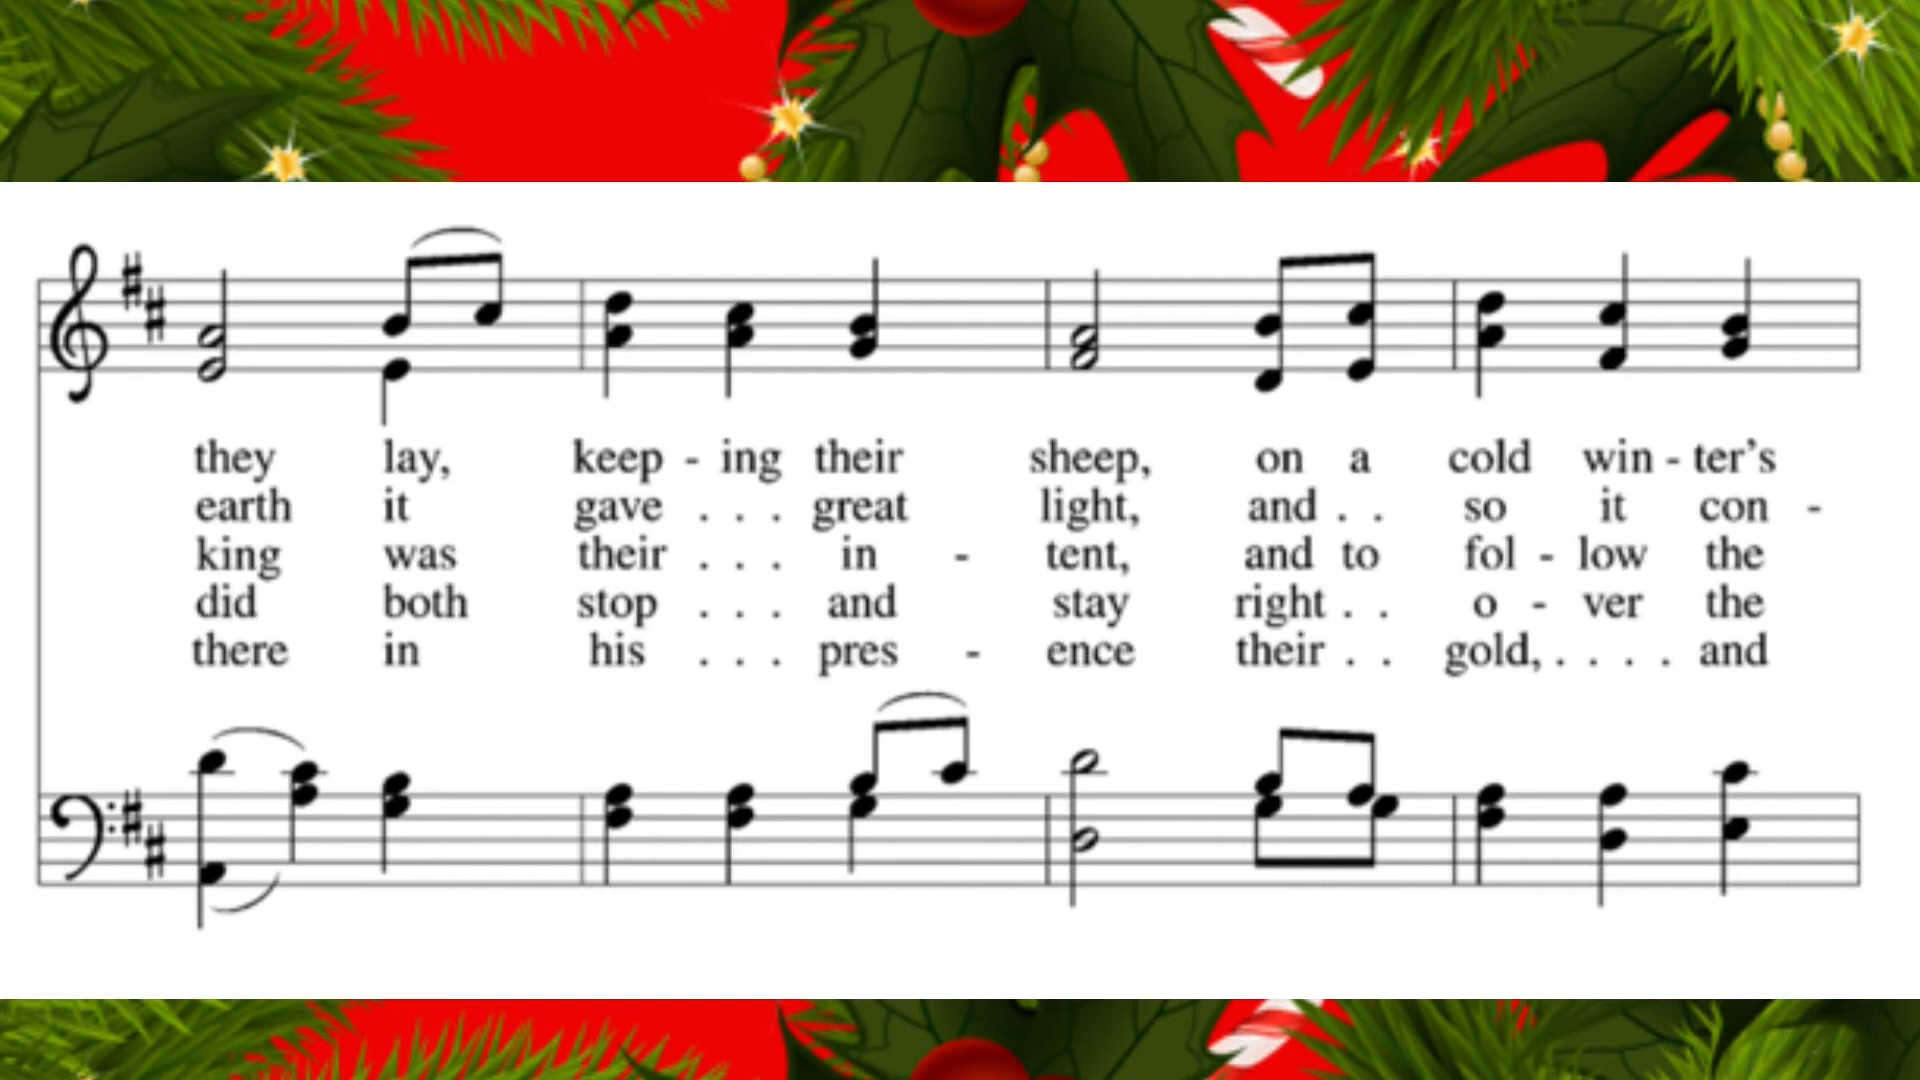 they lay, keep - ing their sheep, on a cold win - ter's
earth it gave . . . great light, and . . so it con -
king was their . . . in - tent, and to fol - low the
did both stop . . . and stay right . . o - ver the
there in his . . . pres - ence their . . gold, . . . . and